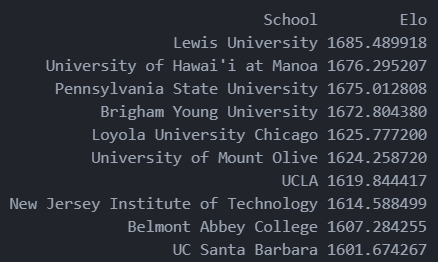 School Elo
Lewis University 1685.489918
University of Hawai'i at Manoa 1676.295207
Pennsylvania State University 1675.012808
Brigham Young University 1672.804380
Loyola University Chicago 1625.777200
University of Mount Olive 1624.258720
UCLA 1619.844417
New Jersey Institute of Technology 1614.588499
Belmont Abbey College 1607.284255
UC Santa Barbara 1601.674267